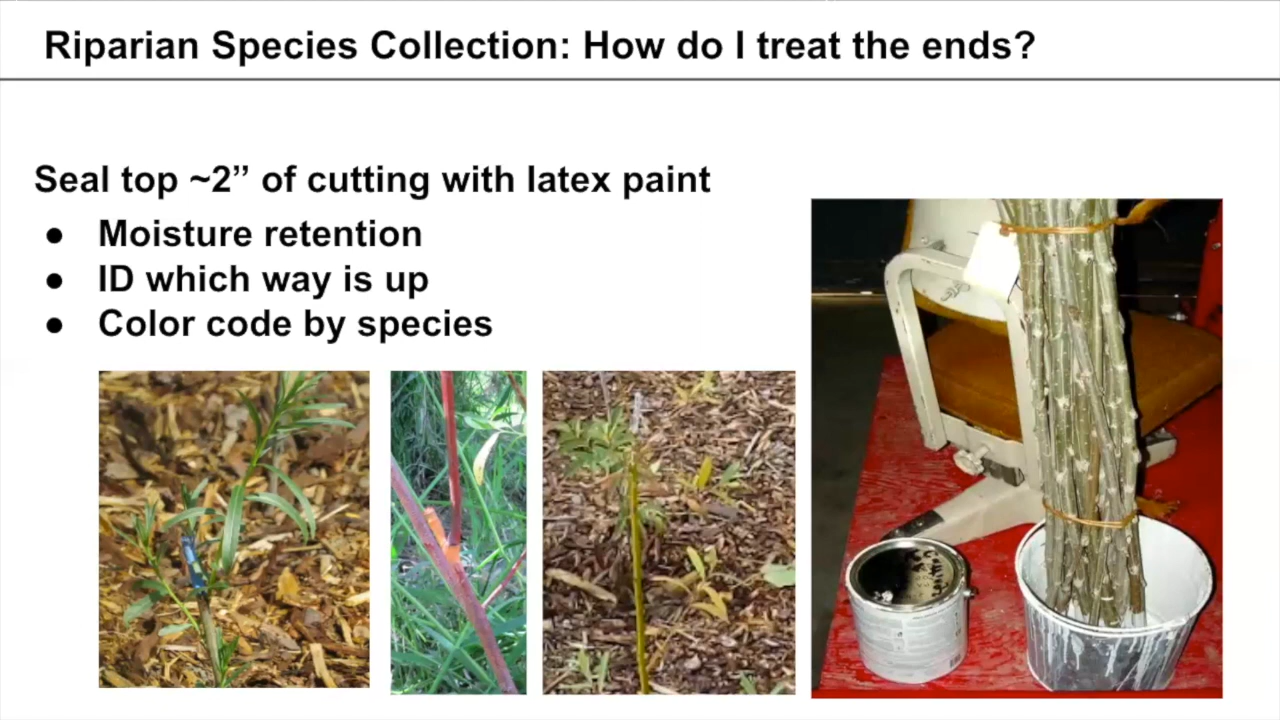 Riparian Species Collection: How do I treat the ends?
Seal top ~2” of cutting with latex paint
● Moisture retention
● ID which way is up
● Color code by species